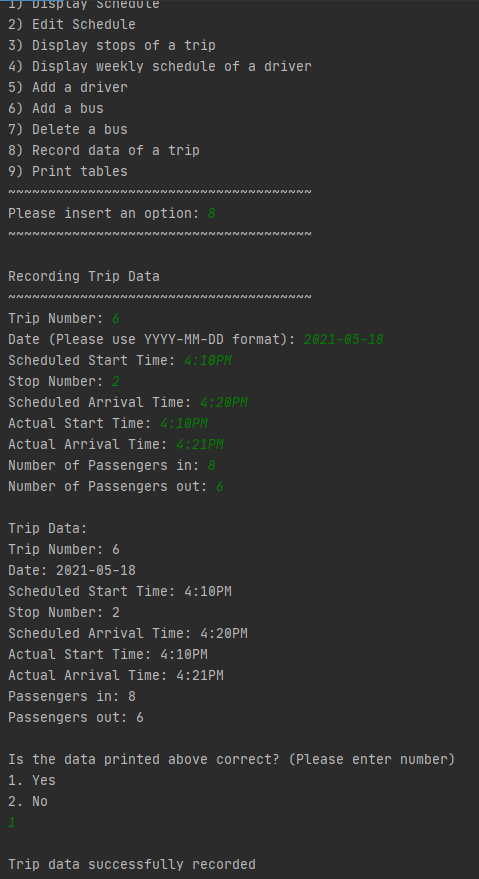 1) Display Schedule
2) Edit Schedule
3) Display stops of a trip
4) Display weekly schedule of a driver
5) Add a driver
6) Add a bus
7) Delete a bus
8) Record data of a trip
9) Print tables
~~~~~~~~~~~~~~~~~~~~~~~~~~~~~~~~~~~~~~
Please insert an option: 8
~~~~~~~~~~~~~~~~~~~~~~~~~~~~~~~~~~~~~~
Recording Trip Data
~~~~~~~~~~~~~~~~~~~~~~~~~~~~~~~~~~~~~~
Trip Number: 6
Date (Please use YYYY-MM-DD format): 2021-05-18
Scheduled Start Time: 4:10PM
Stop Number: 2
Scheduled Arrival Time: 4:20PM
Actual Start Time: 4:10PM
Actual Arrival Time: 4:21PM
Number of Passengers in: 8
Number of Passengers out: 6
Trip Data:
Trip Number: 6
Date: 2021-05-18
Scheduled Start Time: 4:10PM
Stop Number: 2
Scheduled Arrival Time: 4:20PM
Actual Start Time: 4:10PM
Actual Arrival Time: 4:21PM
Passengers in: 8
Passengers out: 6
Is the data printed above correct? (Please enter number)
1. Yes
2. No
1
Trip data successfully recorded